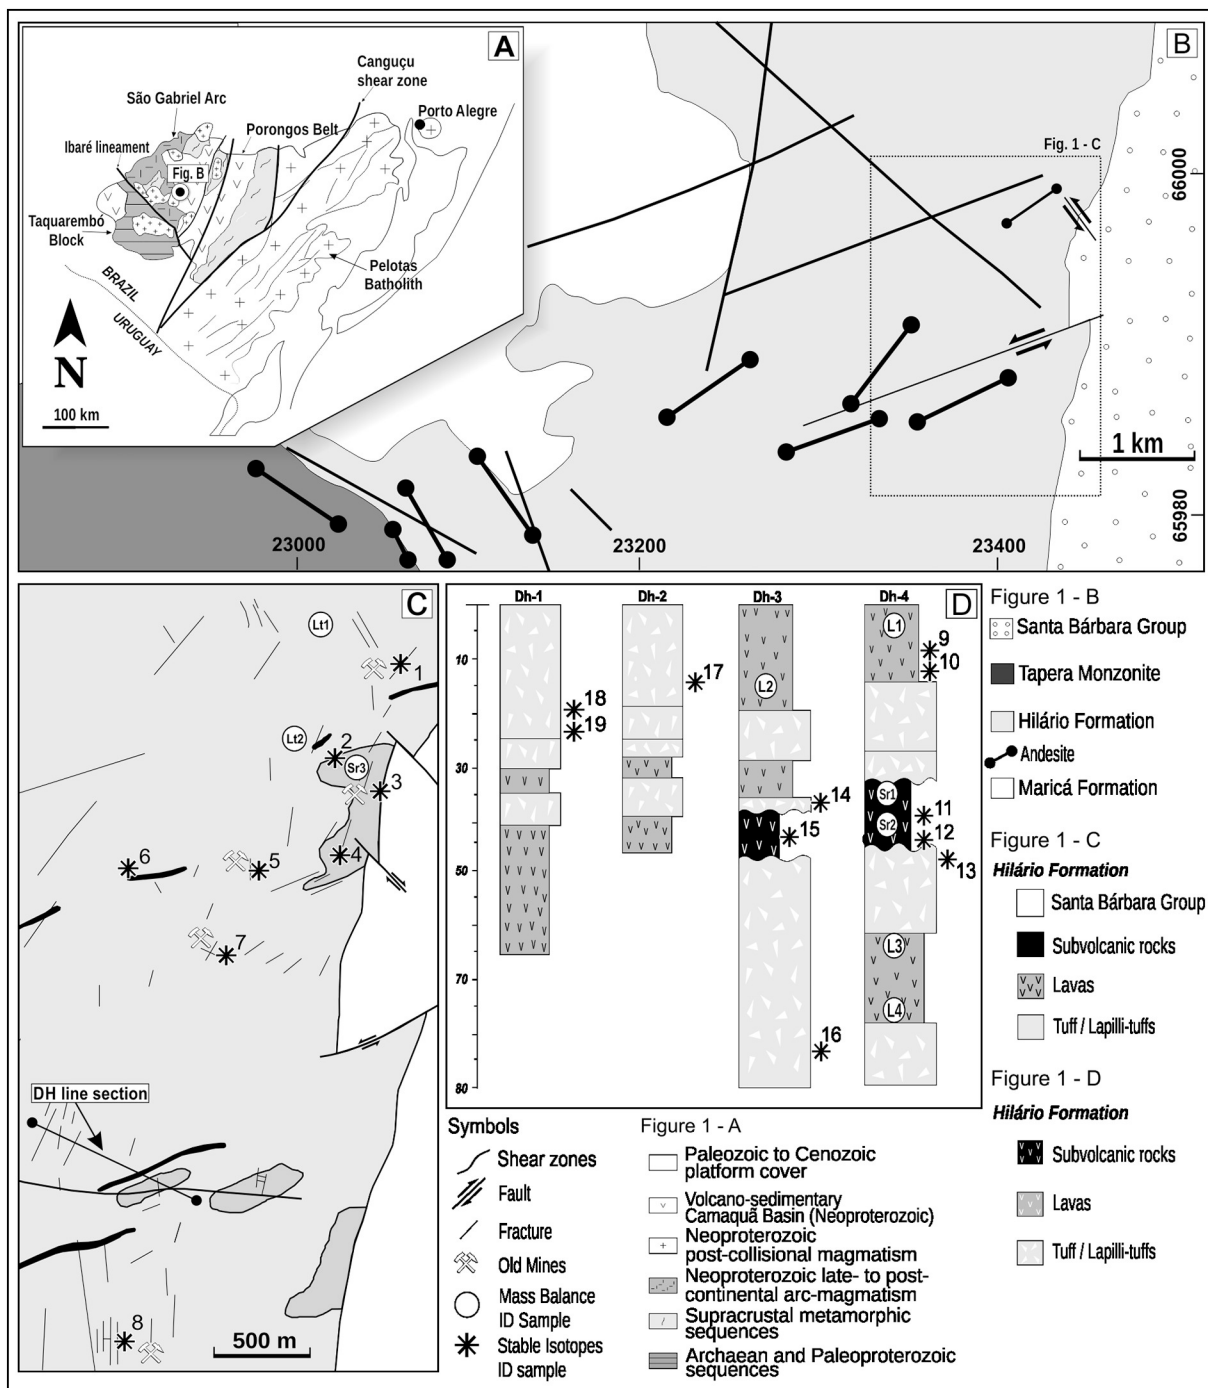 A
Canguçu
shear zone
São Gabriel Arc
Porto Alegre
Porongos Belt
Ibaré lineament
Fig. B
Taquarembó
Block
Pelotas
Batholith
BRAZIL
URUGUAY
N
100 km
B
Fig. 1 - C
66000
1 km
65980
23000
23200
23400
C
Lt1
1
Lt2
2
Sr3
3
4
5
6
7
DH line section
8
500 m
D
Dh-1
Dh-2
Dh-3
Dh-4
10
30
50
70
80
18
19
17
L2
14
15
16
L1
9
10
Sr1
Sr2
11
12
13
L3
L4
Figure 1 - B
Santa Bárbara Group
Tapera Monzonite
Hilário Formation
Andesite
Maricá Formation
Figure 1 - C
Hilário Formation
Santa Bárbara Group
Subvolcanic rocks
Lavas
Tuff / Lapilli-tuffs
Figure 1 - D
Hilário Formation
Subvolcanic rocks
Lavas
Tuff / Lapilli-tuffs
Symbols
Shear zones
Fault
Fracture
Old Mines
Mass Balance
ID Sample
Stable Isotopes
ID sample
Figure 1 - A
Paleozoic to Cenozoic
platform cover
Volcano-sedimentary
Camaquã Basin (Neoproterozoic)
Neoproterozoic
post-collisional magmatism
Neoproterozoic late- to post-
continental arc-magmatism
Supracrustal metamorphic
sequences
Archaean and Paleoproterozoic
sequences